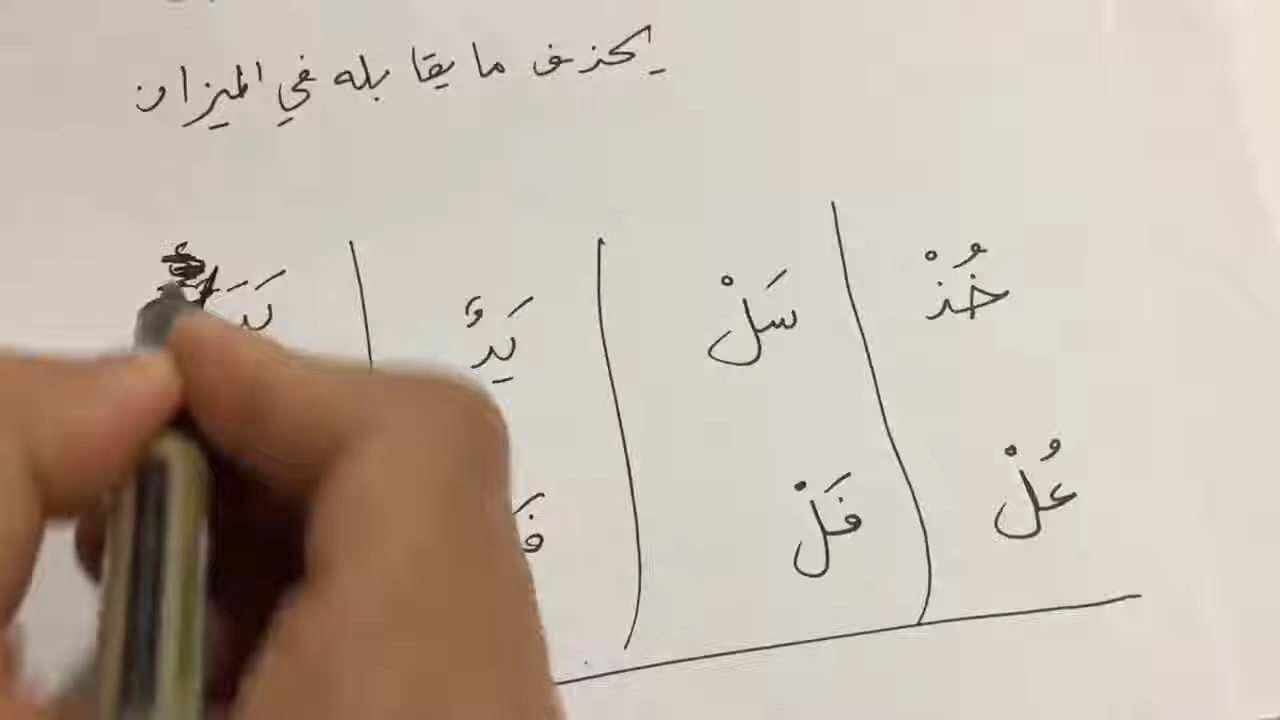 يحذف ما يقابله في الميزان
خُذْ سَلْ يَدٌ
عُلْ فَلْ